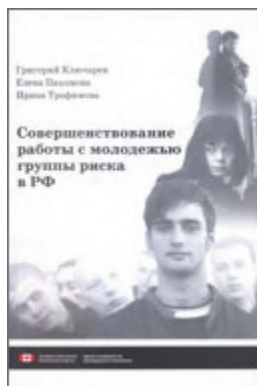 Григорий Ключарев
Елена Пахомова
Ирина Трофимова
Совершенствование
работы с молодежью
группы риска
в РФ